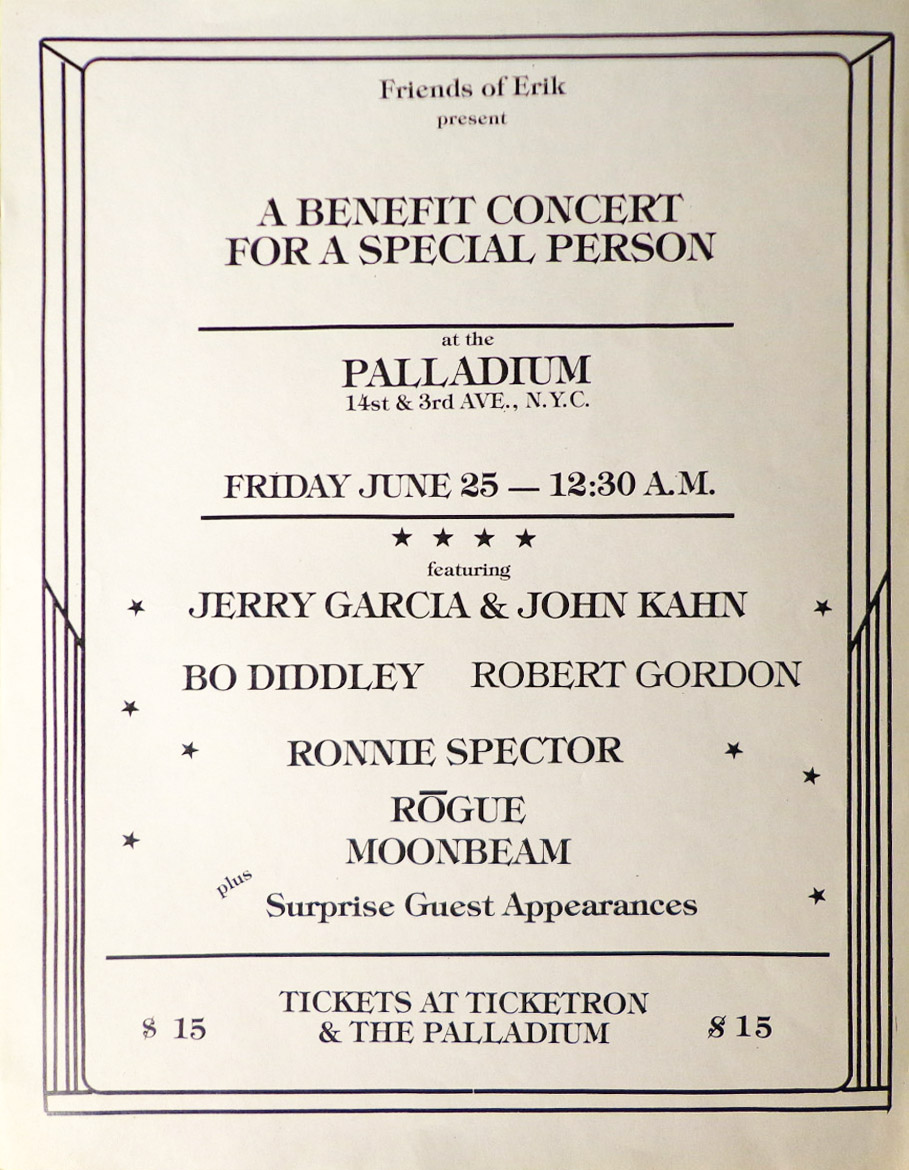 Friends of Erik
present
A BENEFIT CONCERT
FOR A SPECIAL PERSON
at the
PALLADIUM
14st & 3rd AVE., N.Y.C.
FRIDAY JUNE 25 — 12:30 A.M.
★ ★ ★ ★
featuring
JERRY GARCIA & JOHN KAHN
BO DIDDLEY ROBERT GORDON
RONNIE SPECTOR
RŌGUE
MOONBEAM
plus
Surprise Guest Appearances
TICKETS AT TICKETRON
$ 15 & THE PALLADIUM $ 15